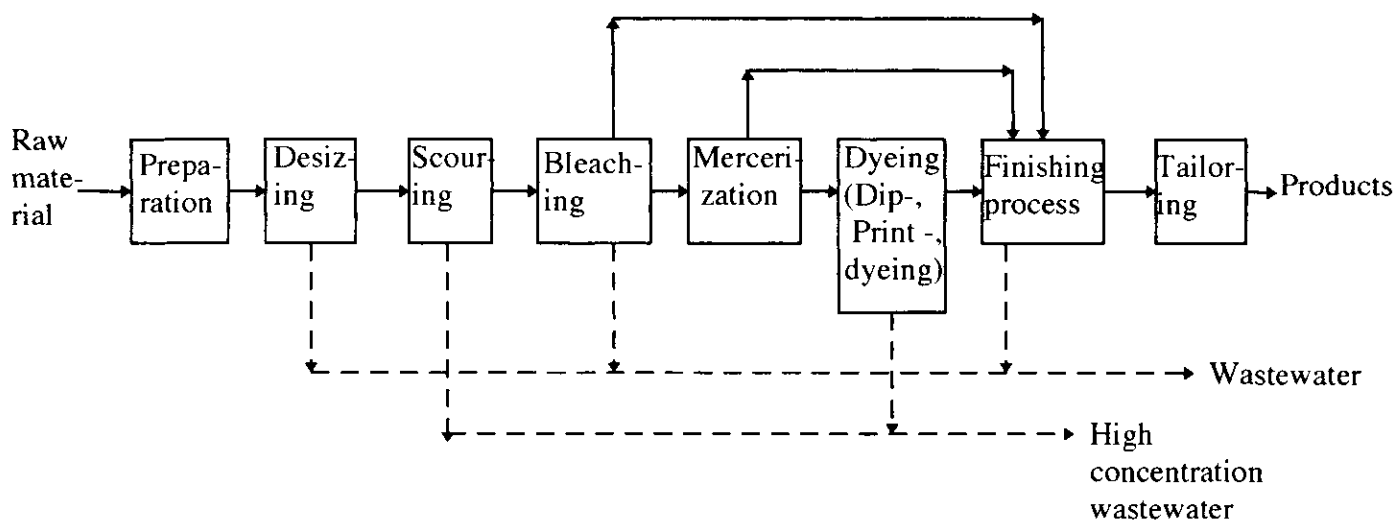 Raw
mate-
rial
Prepa-
ration
Desiz-
ing
Scour-
ing
Bleach-
ing
Merceri-
zation
Dyeing
(Dip-,
Print -,
dyeing)
Finishing
process
Tailor-
ing
Products
Wastewater
High
concentration
wastewater